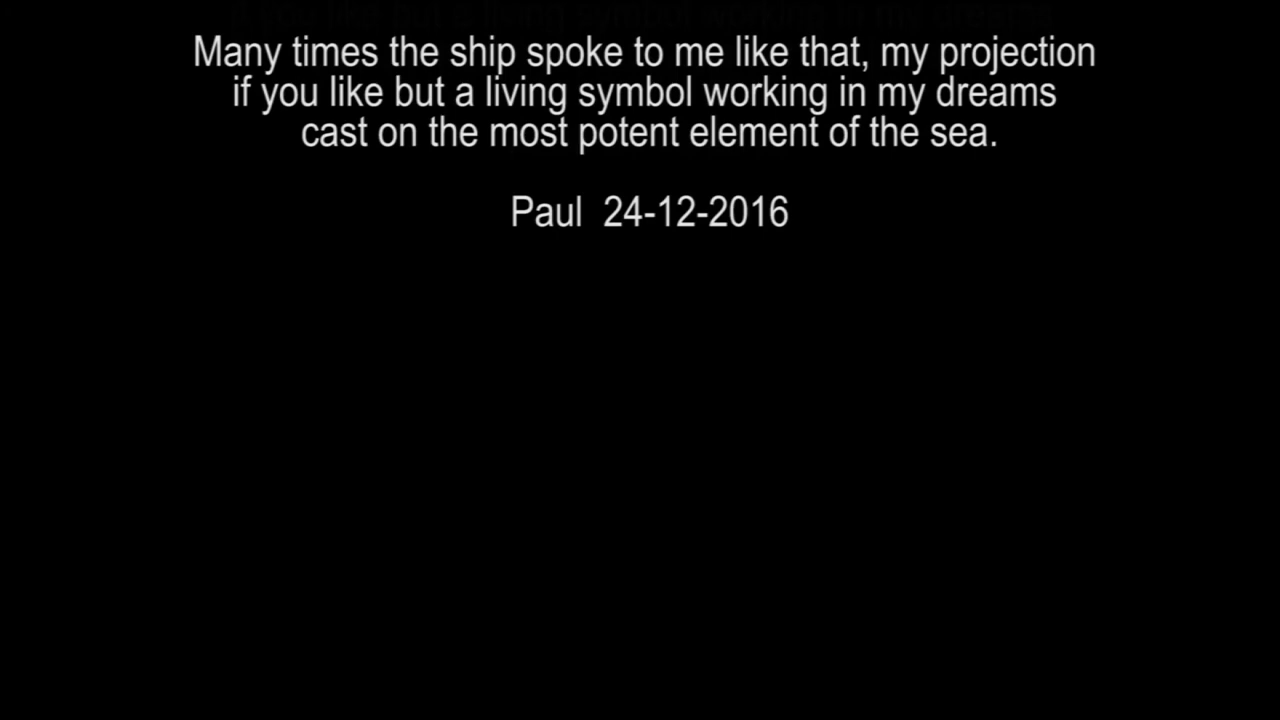 Many times the ship spoke to me like that, my projection
if you like but a living symbol working in my dreams
cast on the most potent element of the sea.
Paul  24-12-2016